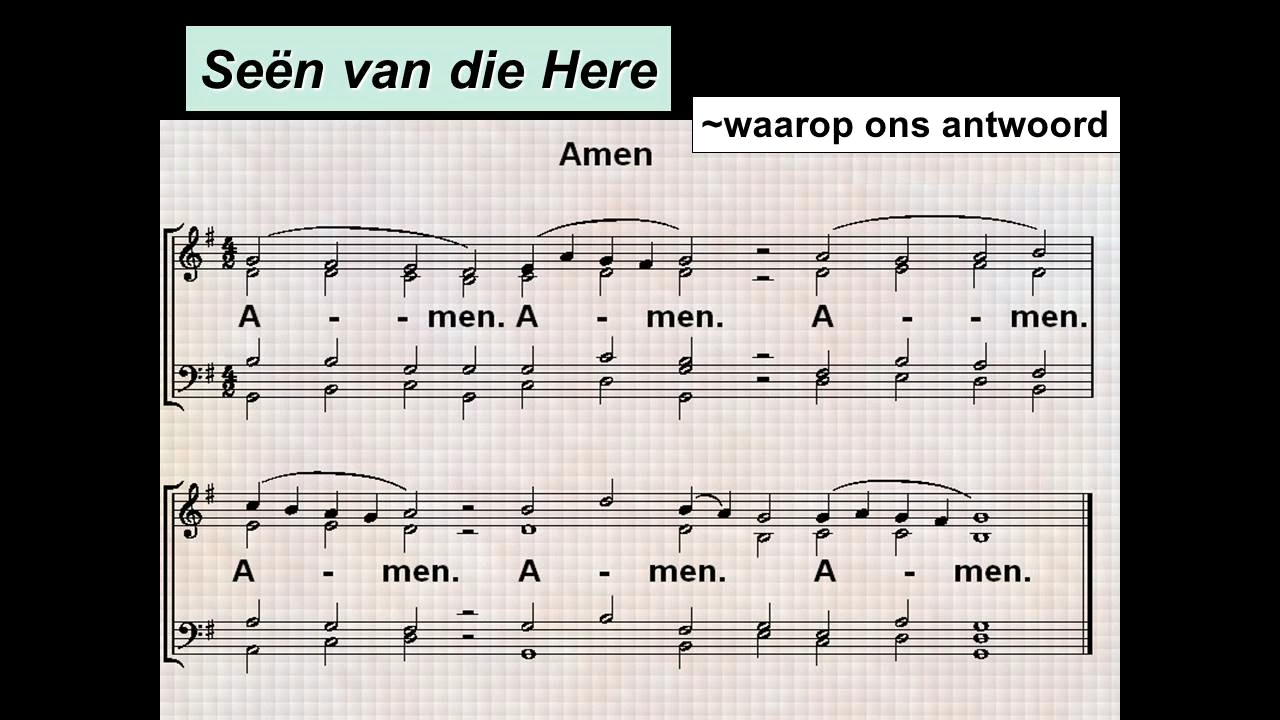 Seën van die Here
~waarop ons antwoord
Amen
A - - men. A - men. A - - men.
A - men. A - men. A - men.